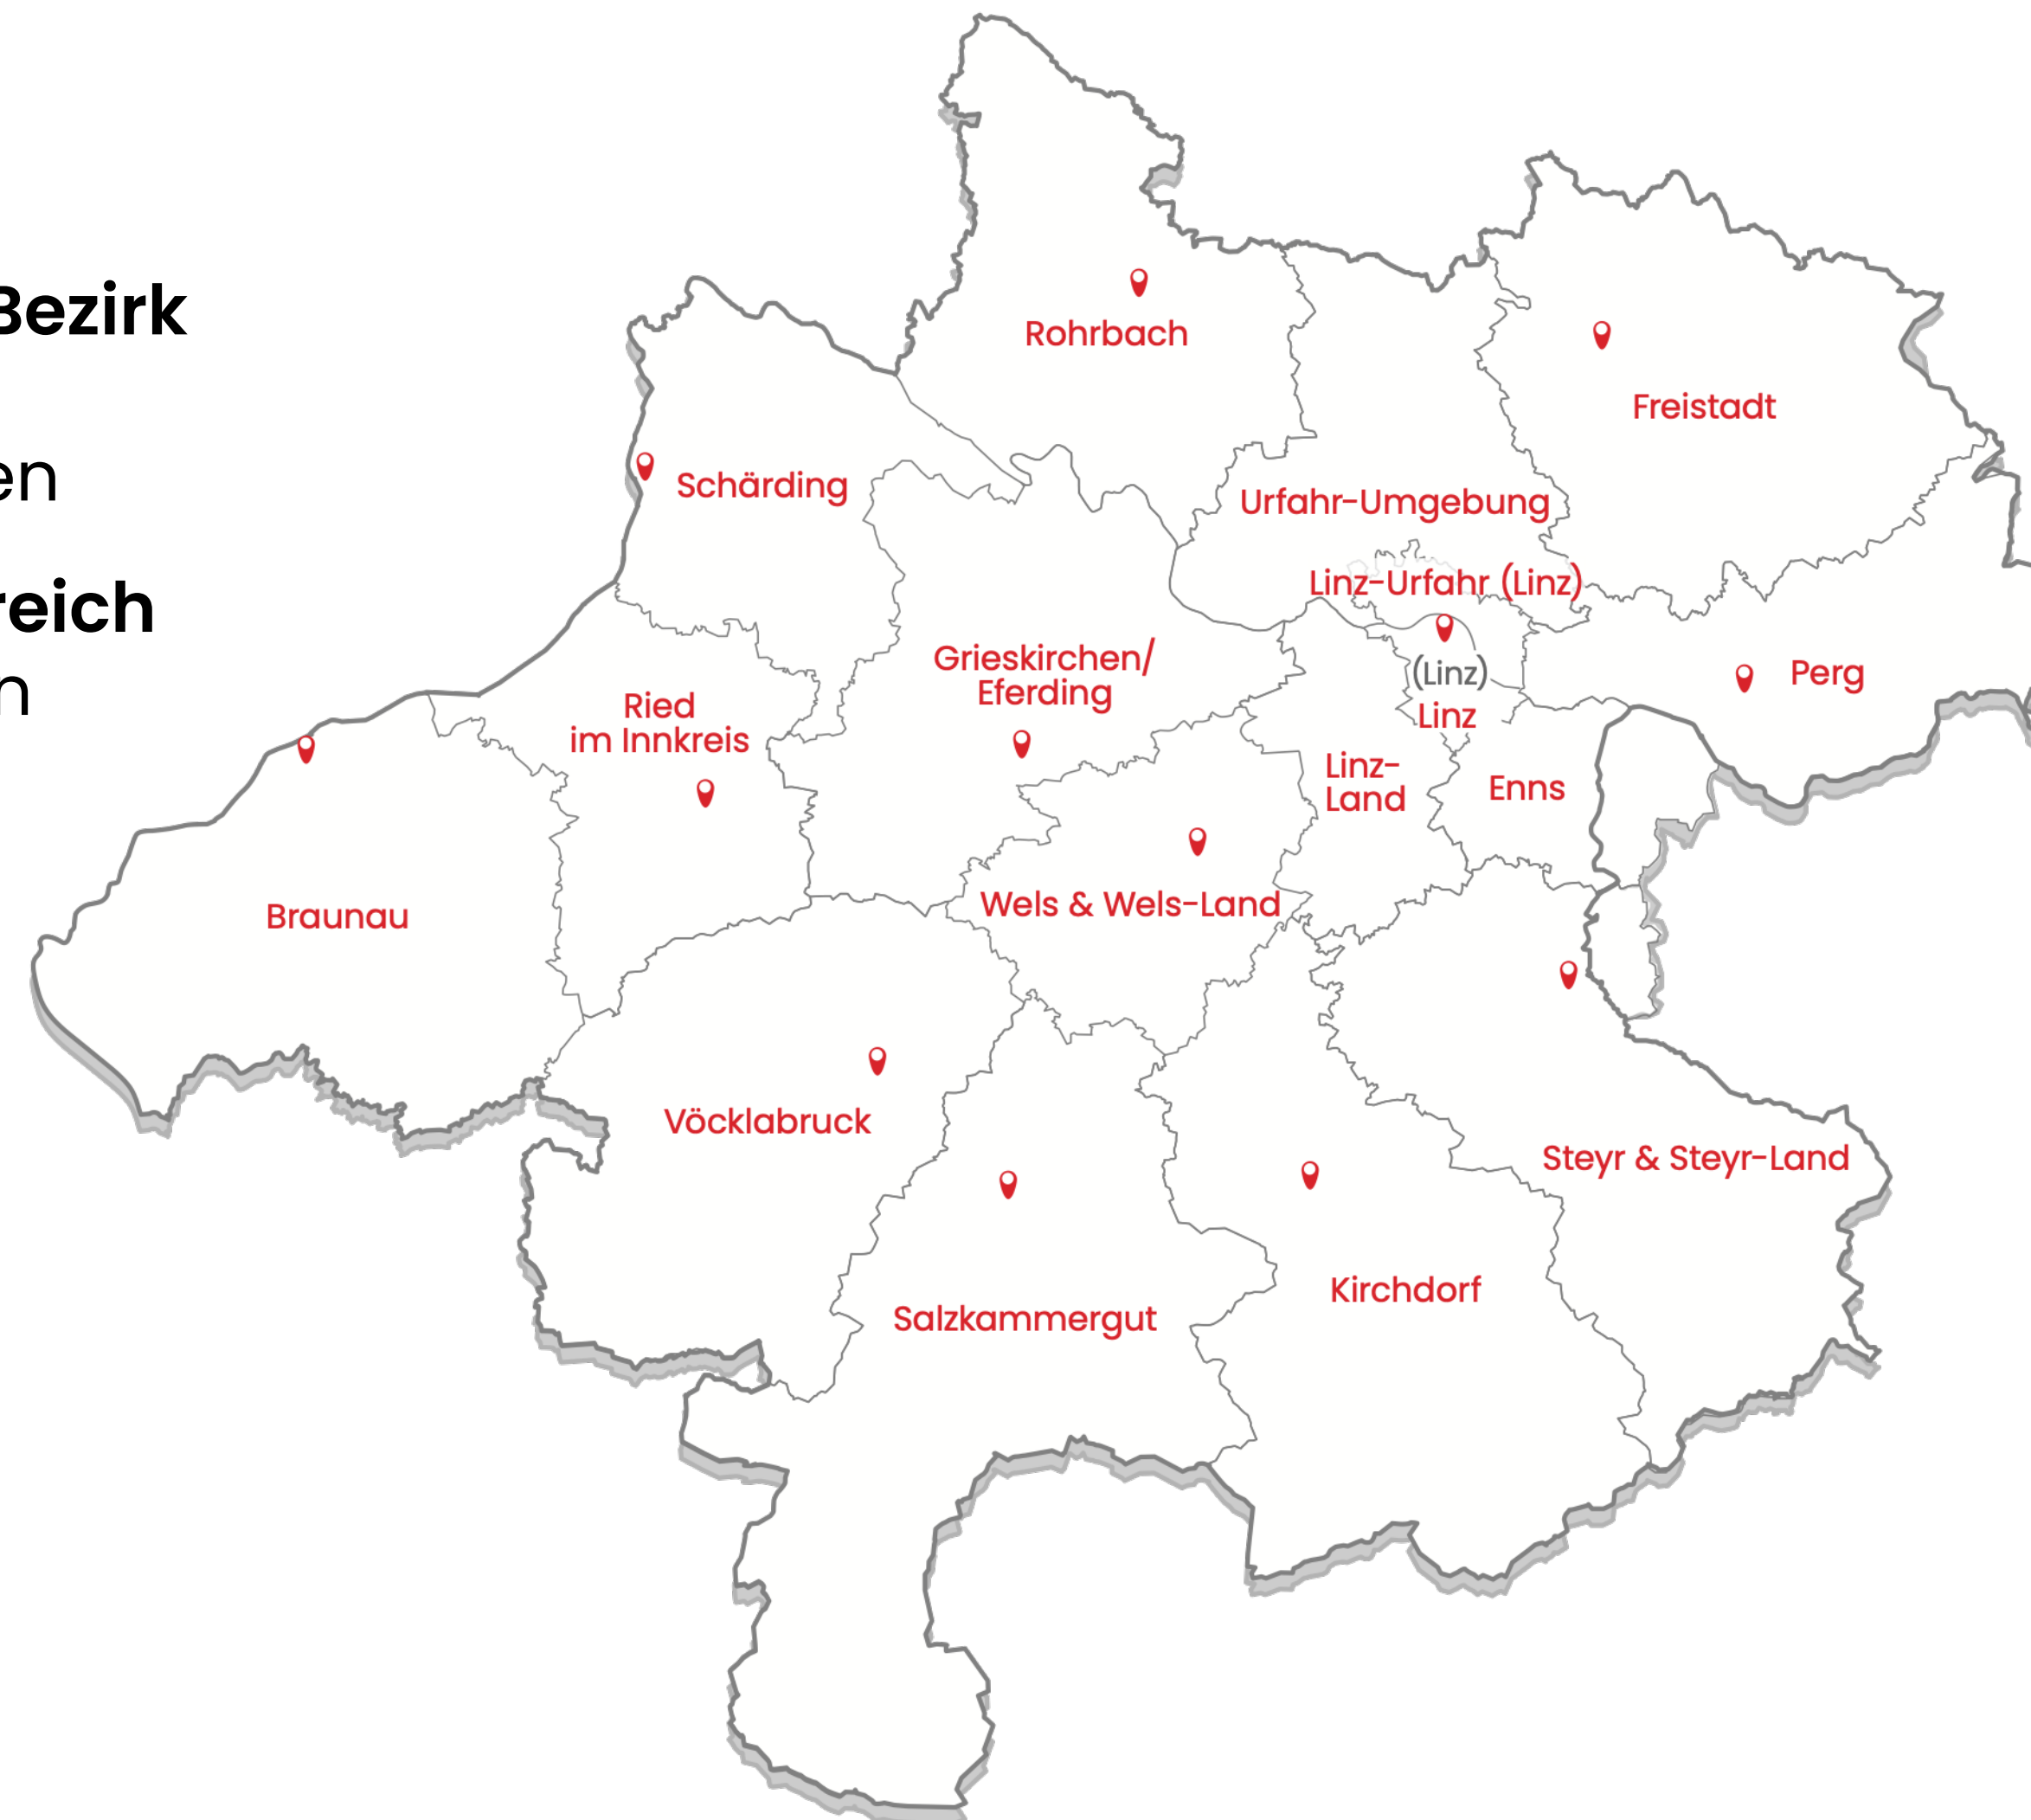 Bezirk
en
reich
n
Rohrbach
Freistadt
Schärding
Urfahr-Umgebung
Linz-Urfahr (Linz)
Grieskirchen/
Eferding
(Linz)
Perg
Ried
im Innkreis
Linz
Linz-
Land
Enns
Wels & Wels-Land
Braunau
Vöcklabruck
Steyr & Steyr-Land
Kirchdorf
Salzkammergut